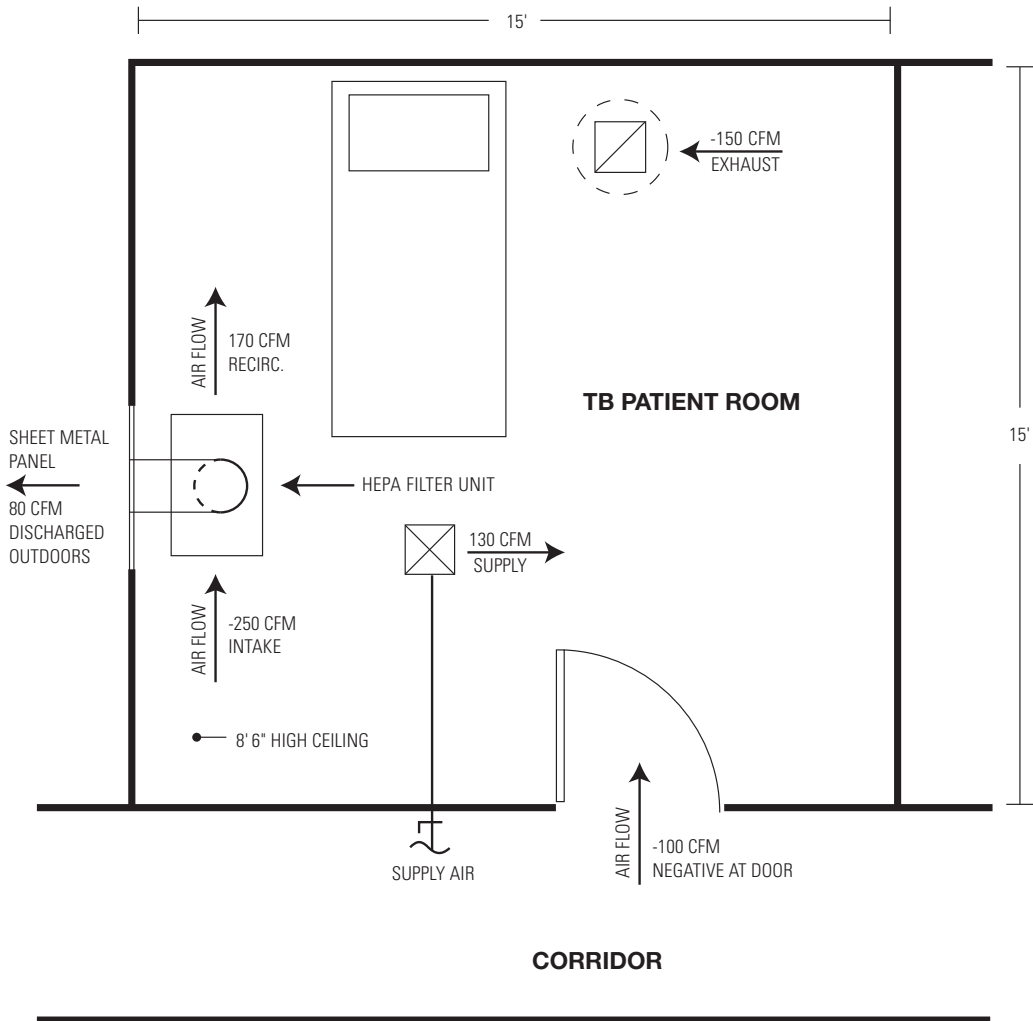 15'
-150 CFM
EXHAUST
AIR FLOW
170 CFM
RECIRC.
TB PATIENT ROOM
15'
SHEET METAL
PANEL
80 CFM
DISCHARGED
OUTDOORS
HEPA FILTER UNIT
130 CFM
SUPPLY
AIR FLOW
-250 CFM
INTAKE
8' 6" HIGH CEILING
SUPPLY AIR
AIR FLOW
-100 CFM
NEGATIVE AT DOOR
CORRIDOR